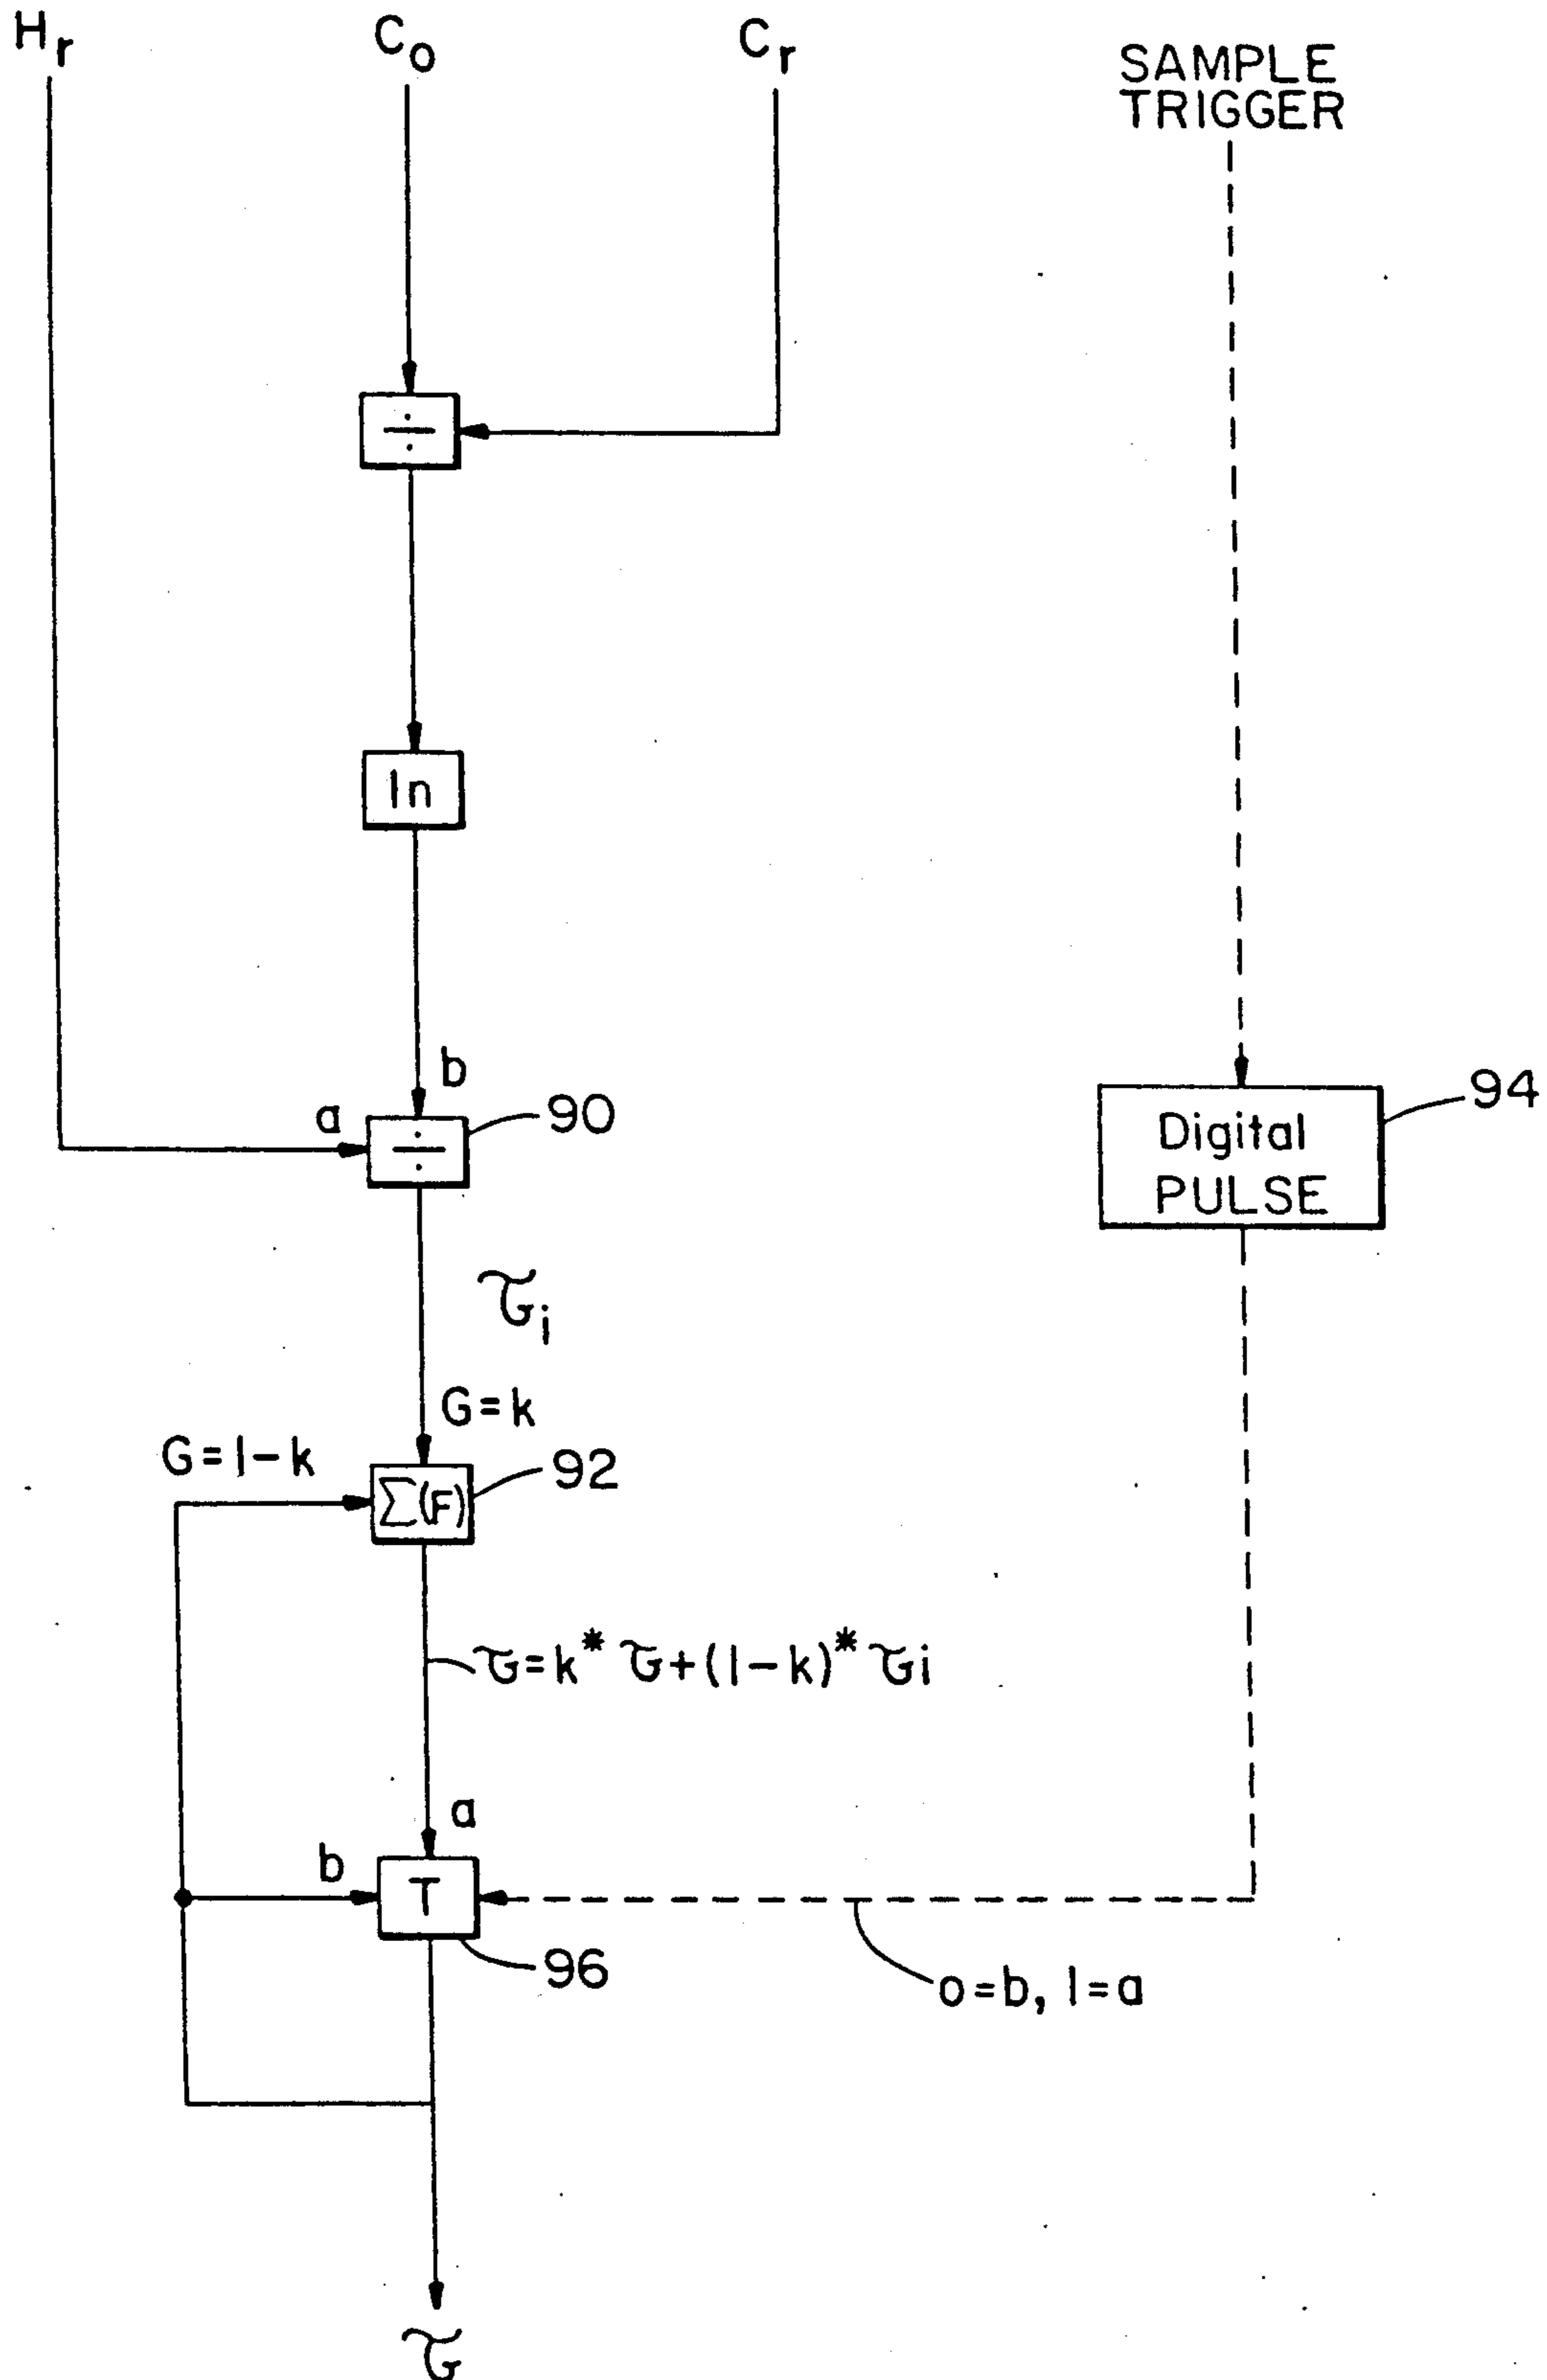 Hr
Co
Cr
SAMPLE
TRIGGER
÷
ln
b
a
÷
90
94
Digital
PULSE
τi
G=k
G=1-k
92
Σ(F)
τ=k* τ+(1-k)* τi
a
b
T
96
o=b, 1=a
τ